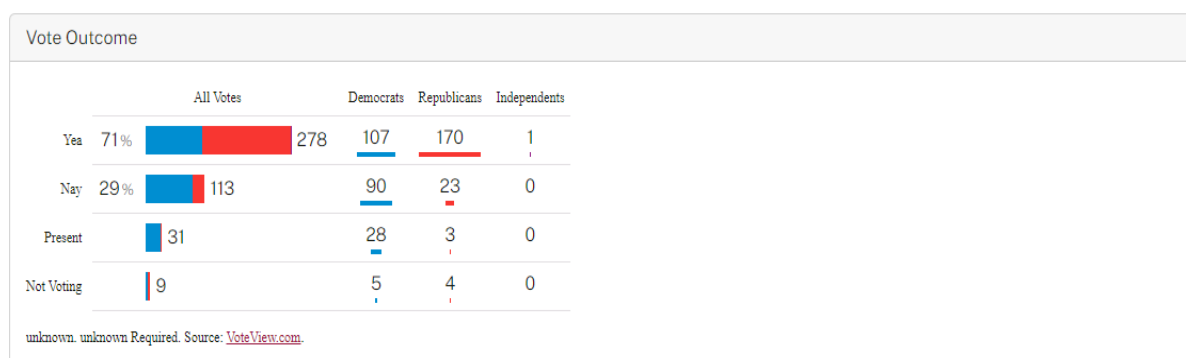 Vote Outcome
All Votes Democrats Republicans Independents
Yea 71% 278 107 170 1
Nay 29% 113 90 23 0
Present 31 28 3 0
Not Voting 9 5 4 0
unknown. unknown Required. Source: VoteView.com.